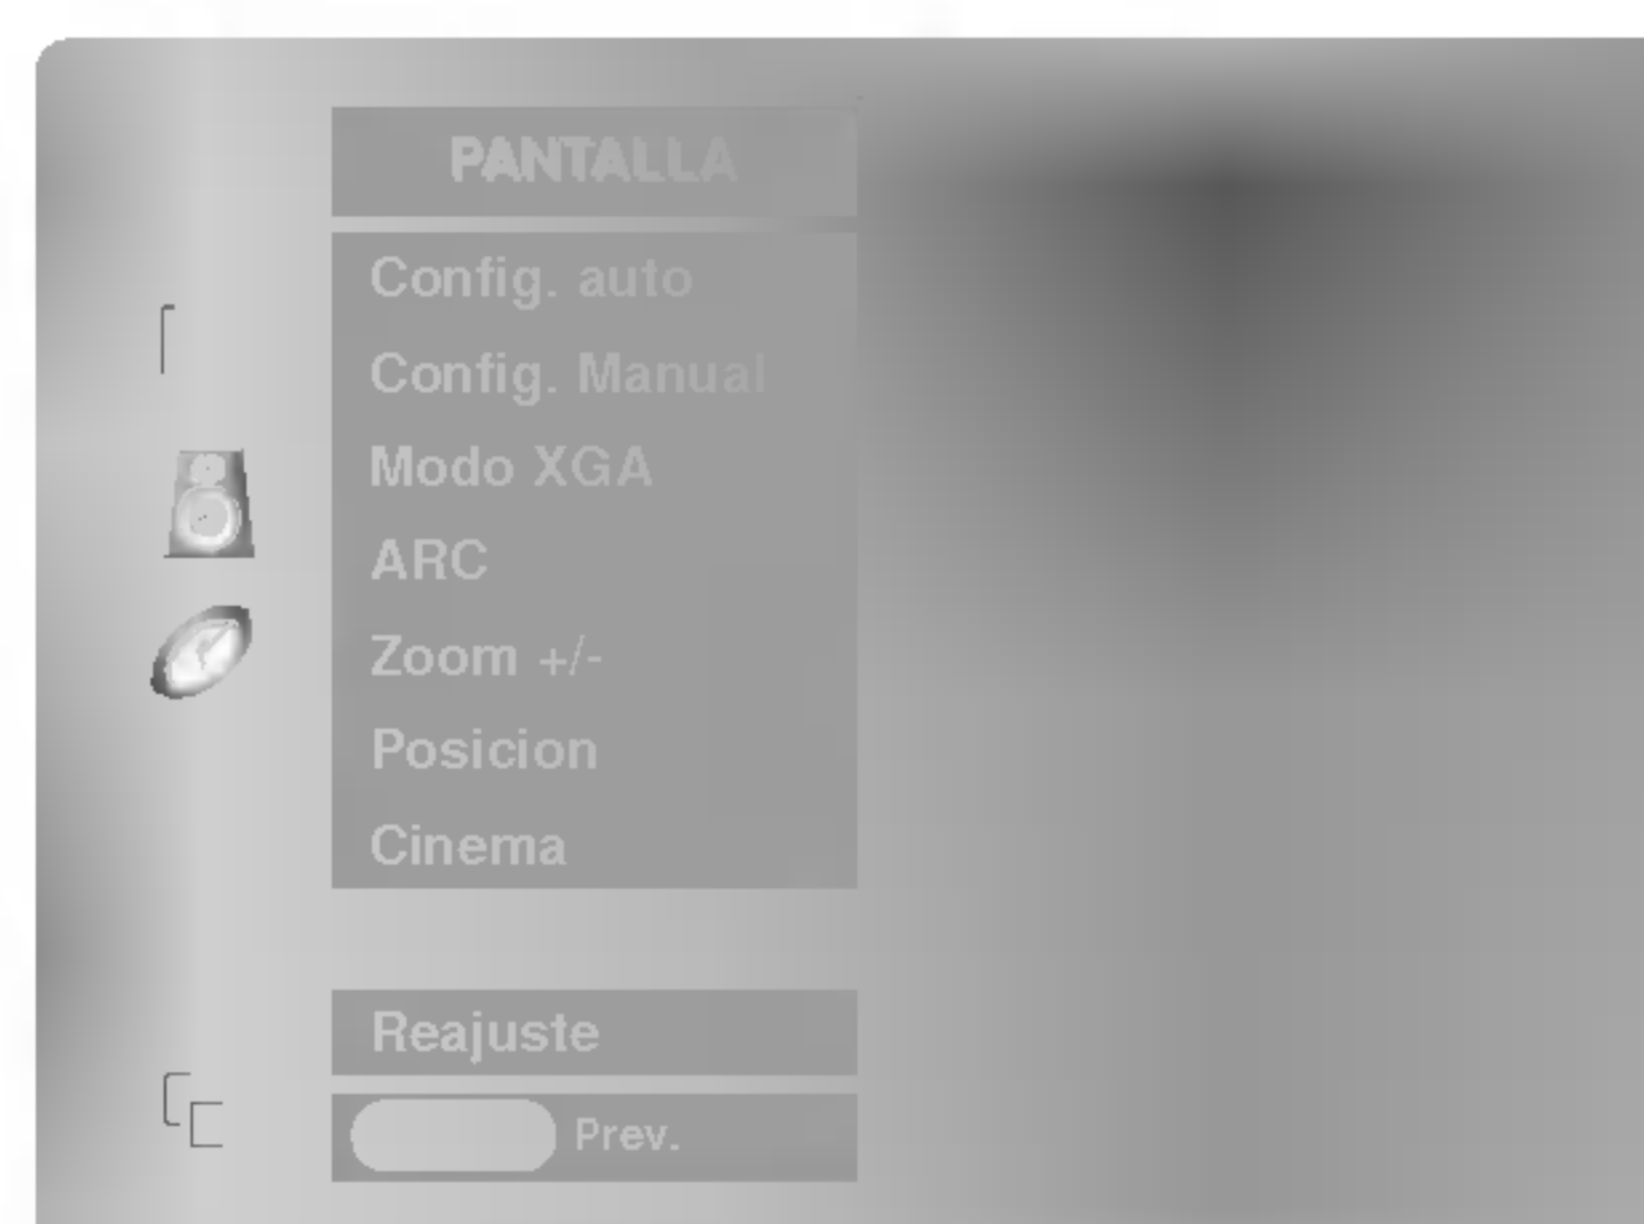 PANTALLA
Config. auto
Config. Manual
Modo XGA
ARC
Zoom +/-
Posicion
Cinema
Reajuste
Prev.